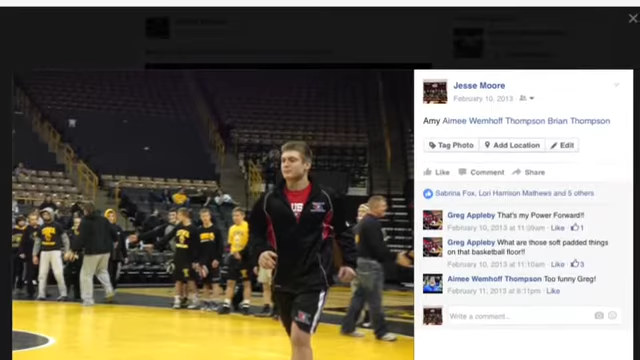 Jesse Moore
February 10, 2013
Amy Aimee Wemhoff Thompson Brian Thompson
Tag Photo Add Location Edit
Like Comment Share
Sabrina Fox, Lori Harrison Mathews and 5 others
Greg Appleby That's my Power Forward!!
February 10, 2013 at 11:09am · Like · 1
Greg Appleby What are those soft padded things
on that basketball floor!!
February 10, 2013 at 11:10am · Like · 3
Aimee Wemhoff Thompson Too funny Greg!
February 11, 2013 at 8:11pm · Like
Write a comment...
US